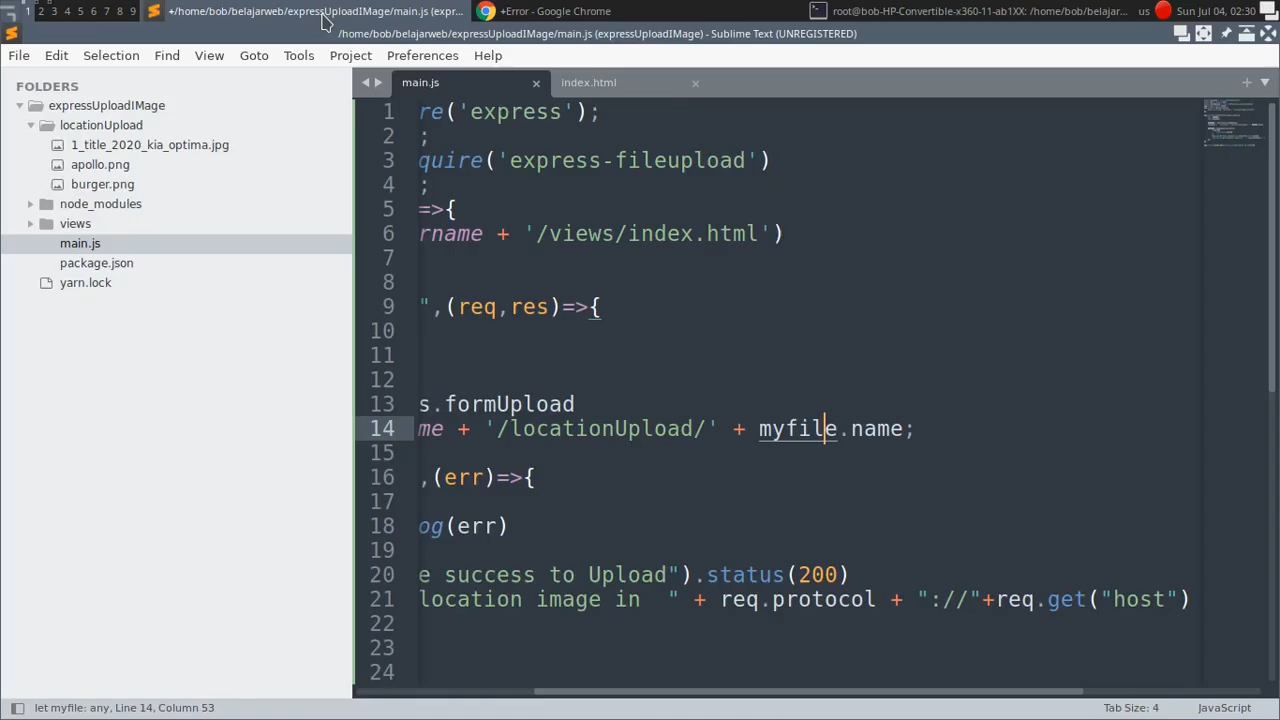 1 2 3 4 5 6 7 8 9
+/home/bob/belajarweb/expressUploadIMage/main.js (expr...
+Error - Google Chrome
root@bob-HP-Convertible-x360-11-ab1XX: /home/bob/belajar...
us
Sun Jul 04, 02:30
/home/bob/belajarweb/expressUploadIMage/main.js (expressUploadIMage) - Sublime Text (UNREGISTERED)
File Edit Selection Find View Goto Tools Project Preferences Help
FOLDERS
expressUploadIMage
locationUpload
1_title_2020_kia_optima.jpg
apollo.png
burger.png
node_modules
views
main.js
package.json
yarn.lock
main.js
index.html
1 re('express');
2 ;
3 quire('express-fileupload')
4 ;
5 =>{
6 rname + '/views/index.html')
7
8
9 ",(req,res)=>{
10
11
12
13 s.formUpload
14 me + '/locationUpload/' + myfile.name;
15
16 ,(err)=>{
17
18 og(err)
19
20 e success to Upload").status(200)
21 location image in  " + req.protocol + "://"+req.get("host")
22
23
24
let myfile: any, Line 14, Column 53
Tab Size: 4
JavaScript